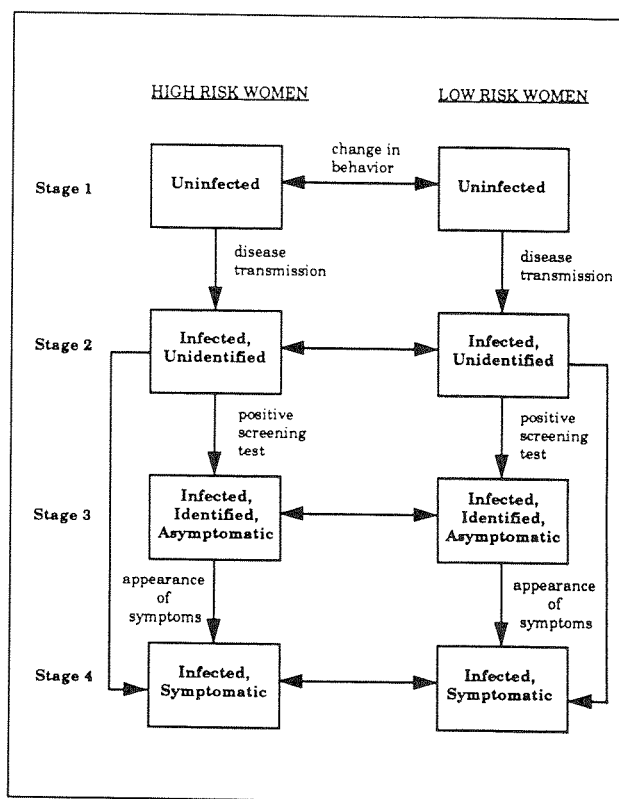 HIGH RISK WOMEN
LOW RISK WOMEN
change in
behavior
Stage 1
Uninfected
Uninfected
disease
transmission
disease
transmission
Stage 2
Infected,
Unidentified
Infected,
Unidentified
positive
screening
test
positive
screening
test
Stage 3
Infected,
Identified,
Asymptomatic
Infected,
Identified,
Asymptomatic
appearance
of
symptoms
appearance
of
symptoms
Stage 4
Infected,
Symptomatic
Infected,
Symptomatic